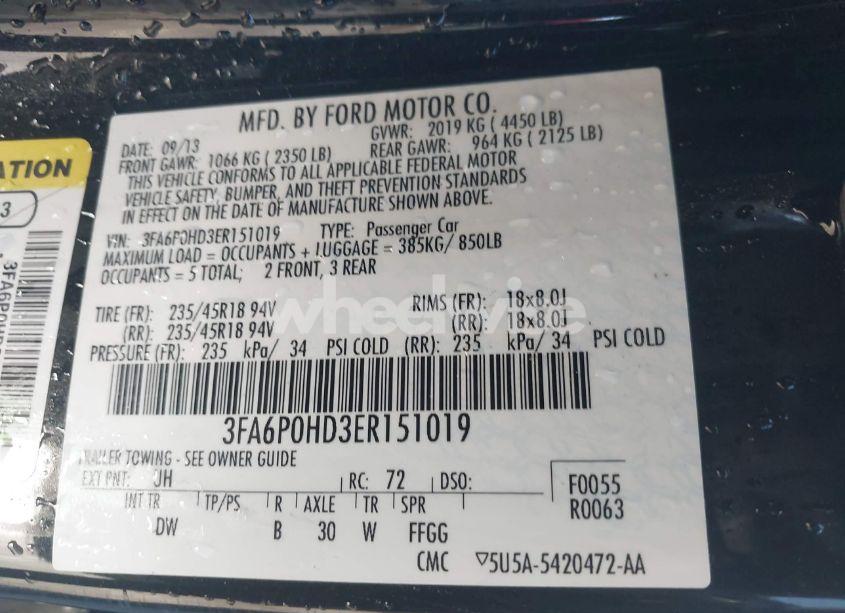 MFD. BY FORD MOTOR CO.
DATE: 09/13 GVWR: 2019 KG ( 4450 LB)
FRONT GAWR: 1066 KG ( 2350 LB) REAR GAWR: 964 KG ( 2125 LB)
THIS VEHICLE CONFORMS TO ALL APPLICABLE FEDERAL MOTOR
VEHICLE SAFETY, BUMPER, AND THEFT PREVENTION STANDARDS
IN EFFECT ON THE DATE OF MANUFACTURE SHOWN ABOVE.
VIN: 3FA6P0HD3ER151019 TYPE: Passenger Car
MAXIMUM LOAD = OCCUPANTS + LUGGAGE = 385KG/ 850LB
OCCUPANTS = 5 TOTAL; 2 FRONT, 3 REAR
TIRE (FR): 235/45R18 94V RIMS (FR): 18x8.0J
(RR): 235/45R18 94V (RR): 18x8.0J
PRESSURE (FR): 235 kPa/ 34 PSI COLD (RR): 235 kPa/ 34 PSI COLD
3FA6P0HD3ER151019
TRAILER TOWING - SEE OWNER GUIDE
EXT PNT: UH RC: 72 DSO:
F0055
R0063
INT TR TP/PS R AXLE TR SPR
DW B 30 W FFGG
CMC ▽5U5A-5420472-AA
ATION
3
wheelwise